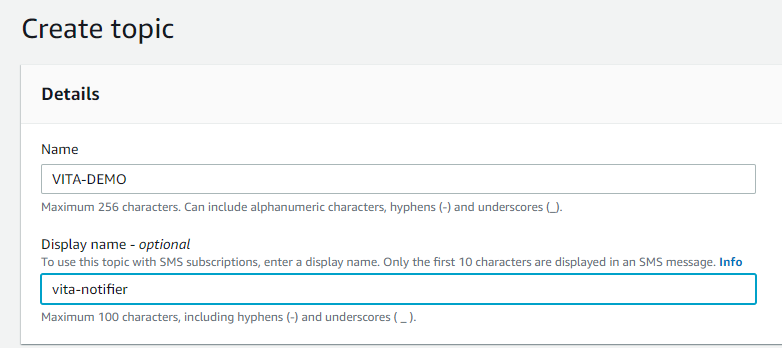 Create topic
Details
Name
VITA-DEMO
Maximum 256 characters. Can include alphanumeric characters, hyphens (-) and underscores (_).
Display name - optional
To use this topic with SMS subscriptions, enter a display name. Only the first 10 characters are displayed in an SMS message. Info
vita-notifier
Maximum 100 characters, including hyphens (-) and underscores ( _ ).